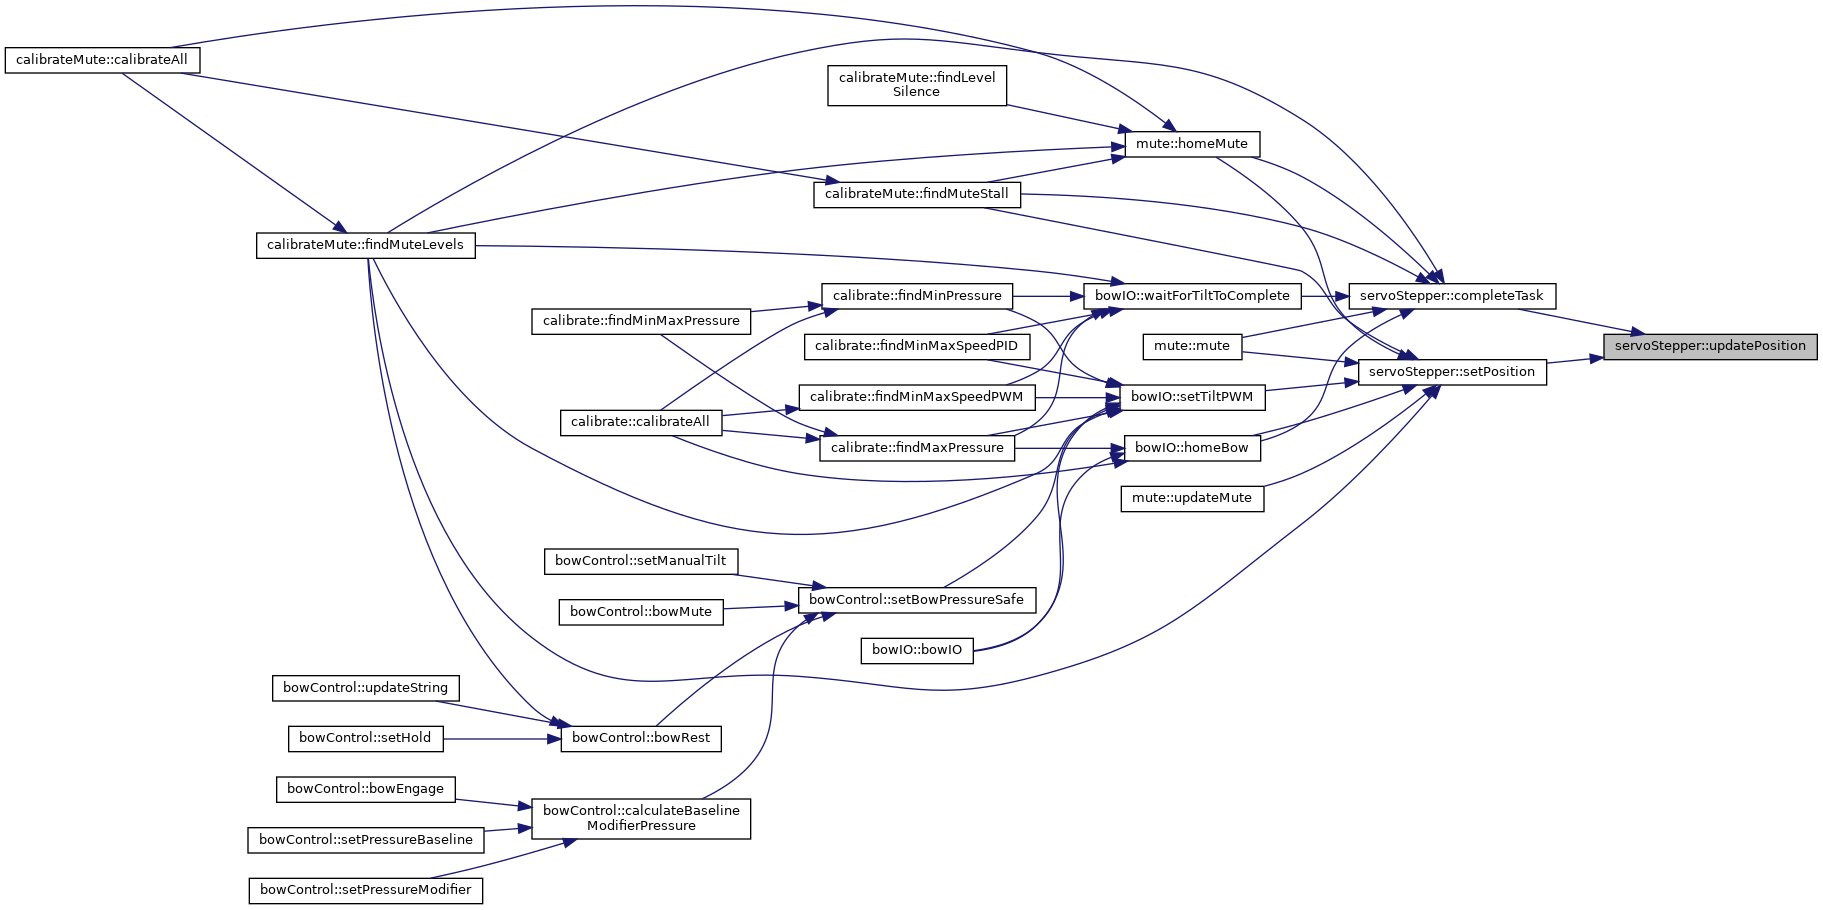 calibrateMute::calibrateAll
calibrateMute::findLevel
Silence
mute::homeMute
calibrateMute::findMuteStall
calibrateMute::findMuteLevels
calibrate::findMinPressure
bowIO::waitForTiltToComplete
servoStepper::completeTask
calibrate::findMinMaxPressure
calibrate::findMinMaxSpeedPID
mute::mute
servoStepper::updatePosition
servoStepper::setPosition
calibrate::findMinMaxSpeedPWM
bowIO::setTiltPWM
calibrate::calibrateAll
calibrate::findMaxPressure
bowIO::homeBow
mute::updateMute
bowControl::setManualTilt
bowControl::setBowPressureSafe
bowControl::bowMute
bowIO::bowIO
bowControl::updateString
bowControl::setHold
bowControl::bowRest
bowControl::bowEngage
bowControl::calculateBaseline
ModifierPressure
bowControl::setPressureBaseline
bowControl::setPressureModifier